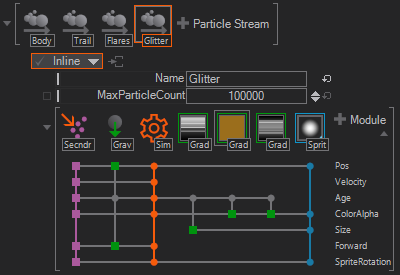 Body Trail Flares Glitter Particle Stream
Inline
Name Glitter
MaxParticleCount 100000
Secndr Grav Sim Grad Grad Grad Sprit Module
Pos
Velocity
Age
ColorAlpha
Size
Forward
SpriteRotation